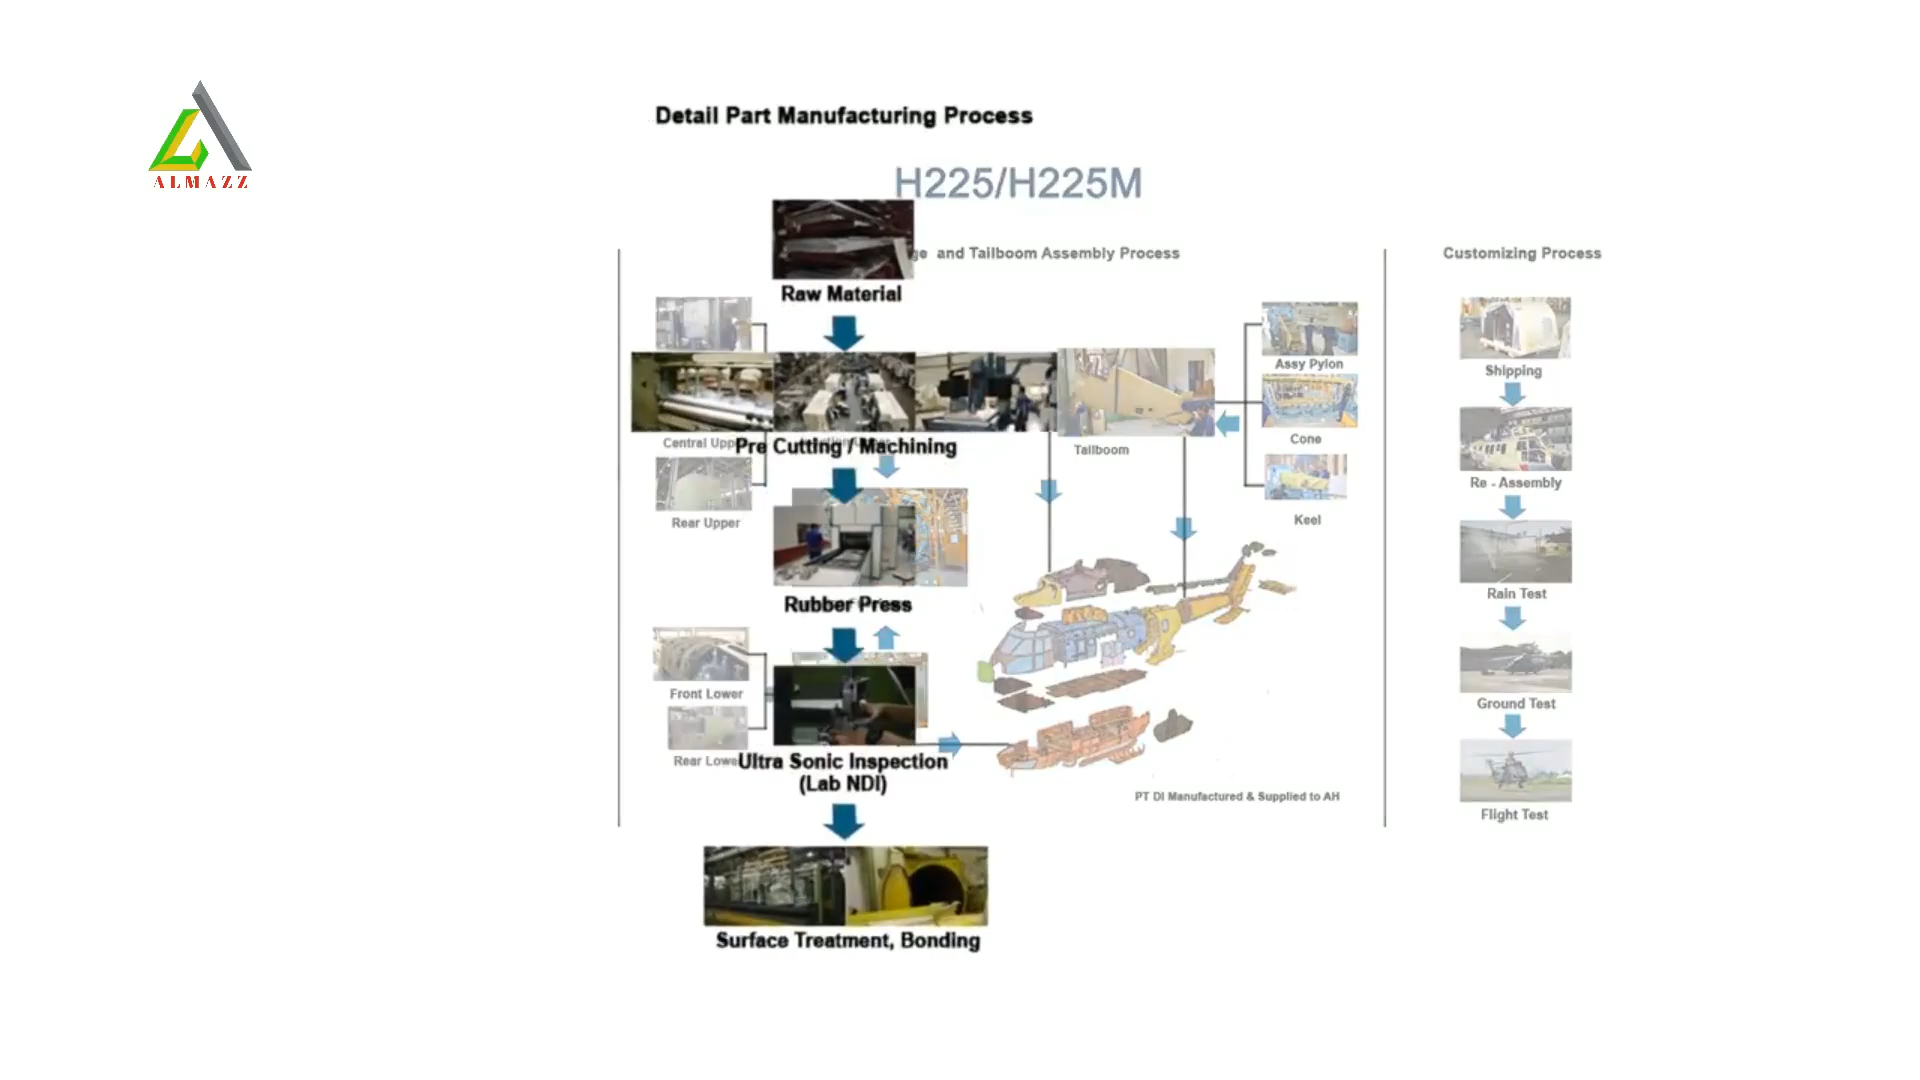 ALMAZZ
Detail Part Manufacturing Process
H225/H225M
and Tailboom Assembly Process
Customizing Process
Raw Material
Assy Pylon
Shipping
Central
Pre Cutting / Machining
Tailboom
Cone
Re - Assembly
Rear Upper
Keel
Rain Test
Rubber Press
Front Lower
Ground Test
Rear
Ultra Sonic Inspection
(Lab NDI)
PT DI Manufactured & Supplied to AH
Flight Test
Surface Treatment, Bonding